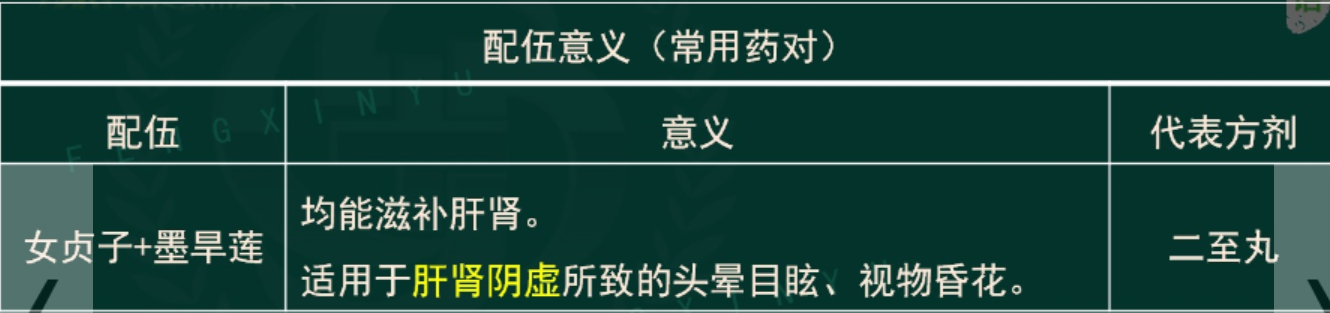 配伍意义（常用药对）
配伍 意义 代表方剂
女贞子+墨旱莲
均能滋补肝肾。
适用于肝肾阴虚所致的头晕目眩、视物昏花。
二至丸
FENGXINYU